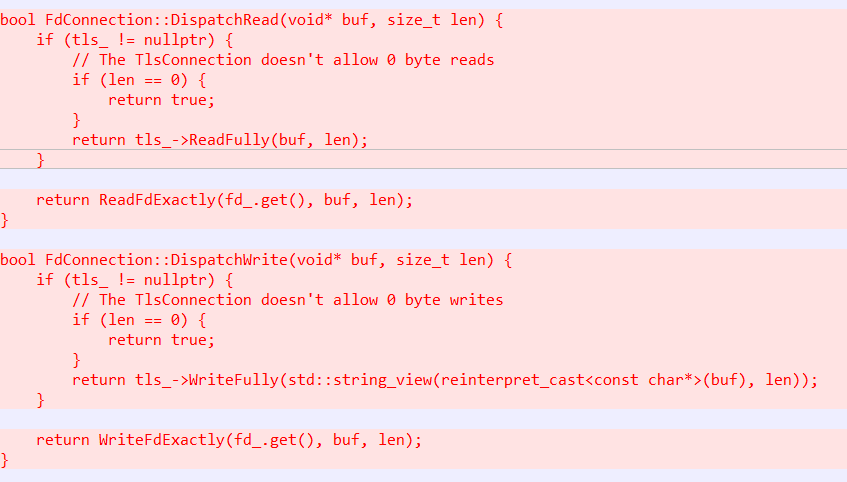 bool FdConnection::DispatchRead(void* buf, size_t len) {
    if (tls_ != nullptr) {
        // The TlsConnection doesn't allow 0 byte reads
        if (len == 0) {
            return true;
        }
        return tls_->ReadFully(buf, len);
    }
    return ReadFdExactly(fd_.get(), buf, len);
}
bool FdConnection::DispatchWrite(void* buf, size_t len) {
    if (tls_ != nullptr) {
        // The TlsConnection doesn't allow 0 byte writes
        if (len == 0) {
            return true;
        }
        return tls_->WriteFully(std::string_view(reinterpret_cast<const char*>(buf), len));
    }
    return WriteFdExactly(fd_.get(), buf, len);
}